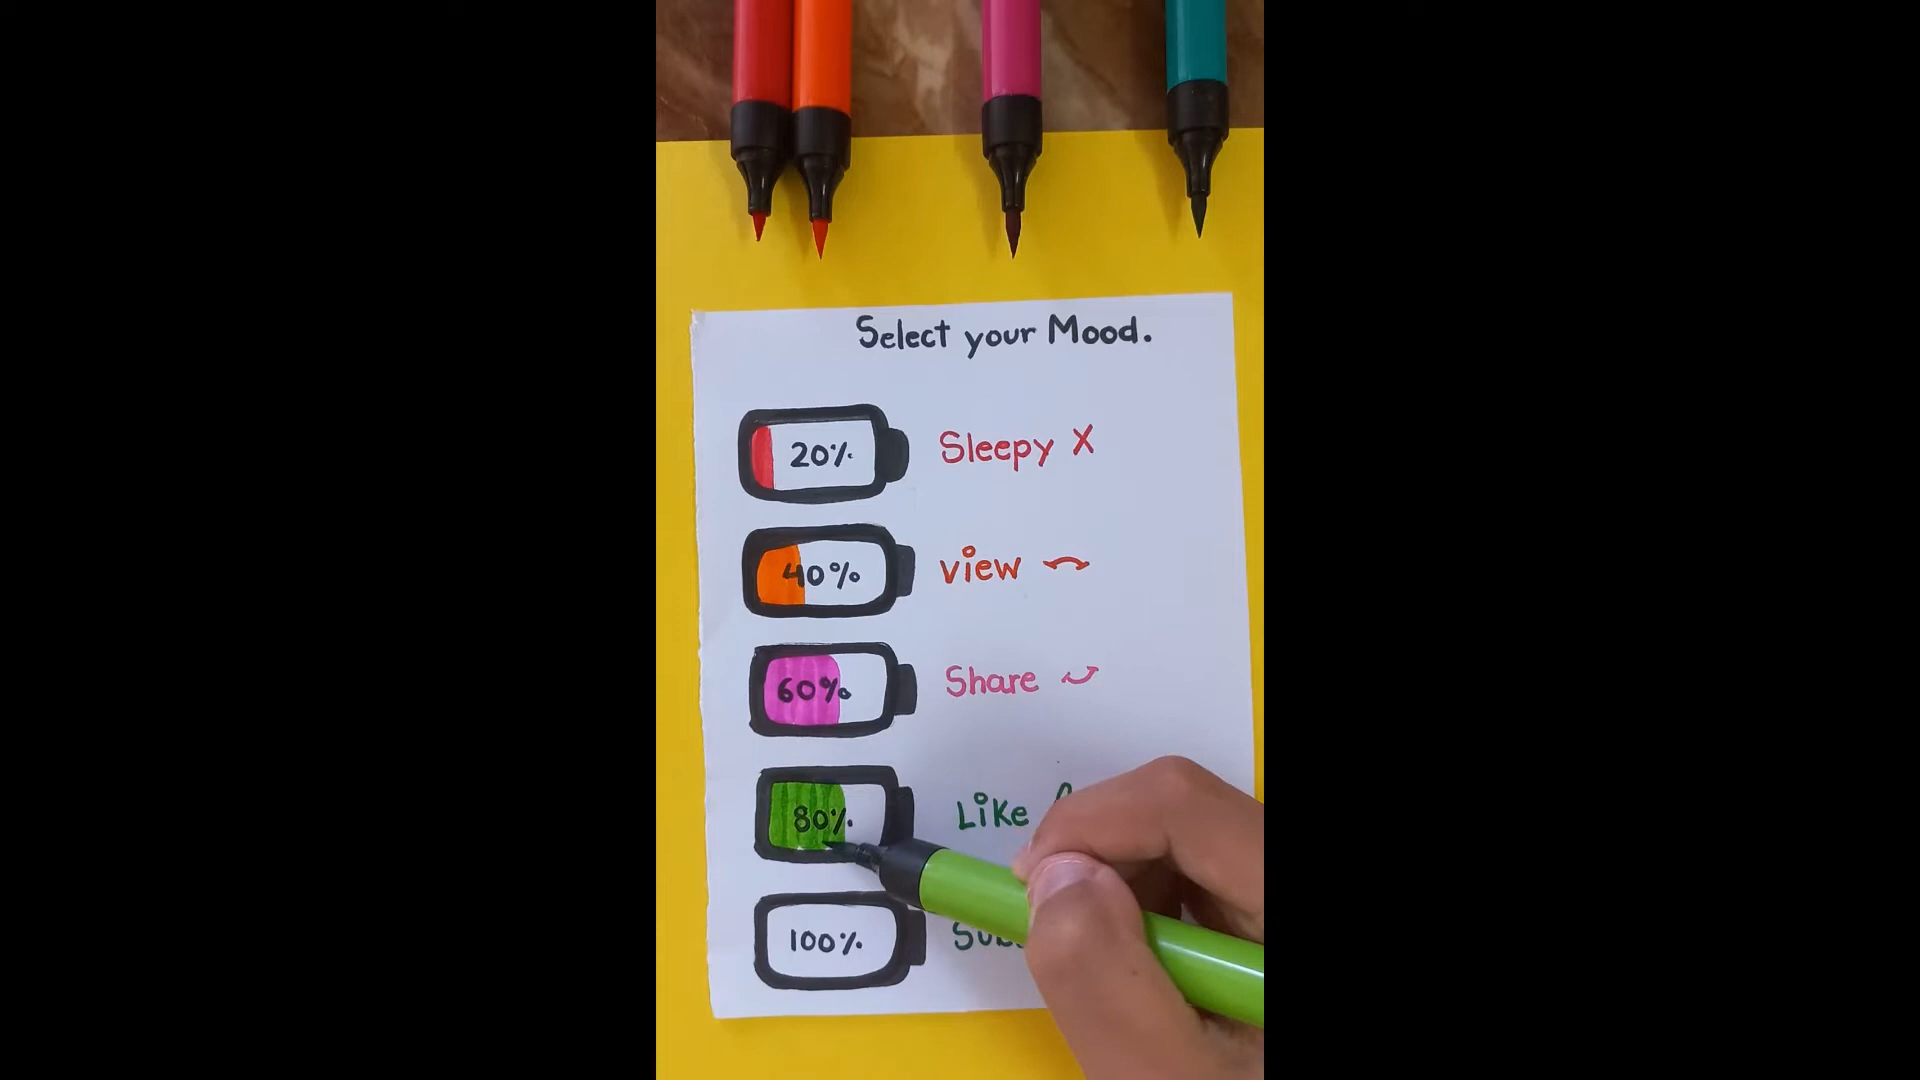 Select your Mood.
20% Sleepy X
40% view
60% Share
80% Like
100%